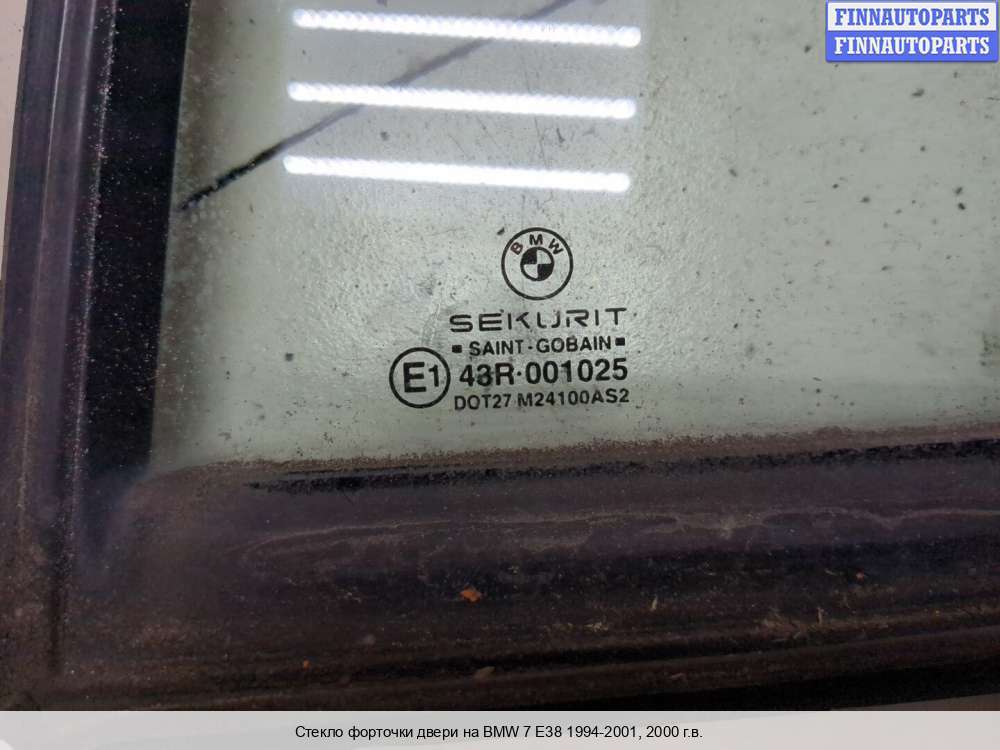 FINNAUTOPARTS
FINNAUTOPARTS
BMW
SEKURIT
▪ SAINT-GOBAIN ▪
E1 43R·001025
DOT27 M24100AS2
Стекло форточки двери на BMW 7 E38 1994-2001, 2000 г.в.